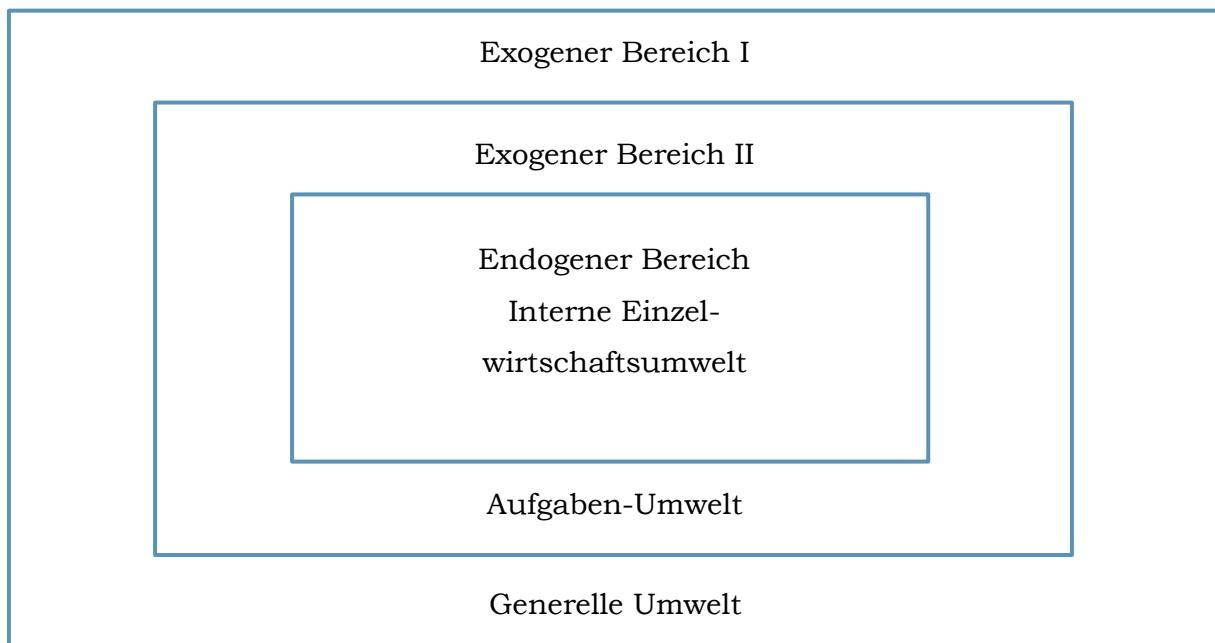 Exogener Bereich I
Exogener Bereich II
Endogener Bereich
Interne Einzel-
wirtschaftsumwelt
Aufgaben-Umwelt
Generelle Umwelt